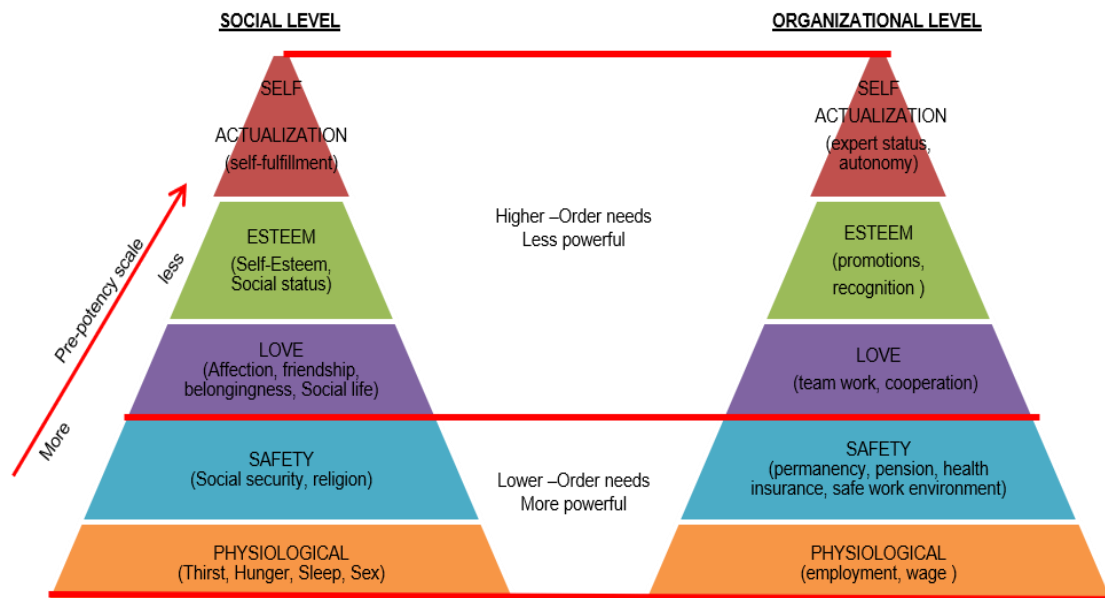 SOCIAL LEVEL
ORGANIZATIONAL LEVEL
SELF
ACTUALIZATION
(self-fulfillment)
SELF
ACTUALIZATION
(expert status,
autonomy)
Pre-potency scale
less
More
ESTEEM
(Self-Esteem,
Social status)
Higher –Order needs
Less powerful
ESTEEM
(promotions,
recognition )
LOVE
(Affection, friendship,
belongingness, Social life)
LOVE
(team work, cooperation)
SAFETY
(Social security, religion)
Lower –Order needs
More powerful
SAFETY
(permanency, pension, health
insurance, safe work environment)
PHYSIOLOGICAL
(Thirst, Hunger, Sleep, Sex)
PHYSIOLOGICAL
(employment, wage )